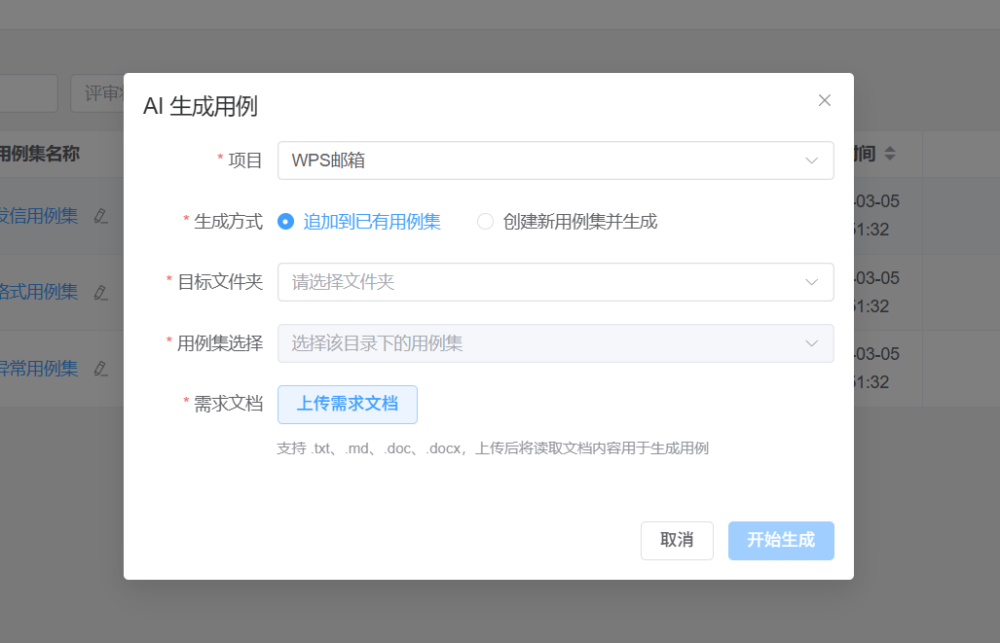 AI 生成用例
* 项目 WPS邮箱
* 生成方式 追加到已有用例集 创建新用例集并生成
* 目标文件夹 请选择文件夹
* 用例集选择 选择该目录下的用例集
* 需求文档 上传需求文档
支持 .txt、.md、.doc、.docx，上传后将读取文档内容用于生成用例
取消 开始生成
评审
用例集名称 间
发信用例集 -03-05
51:32
格式用例集 -03-05
51:32
异常用例集 -03-05
51:32